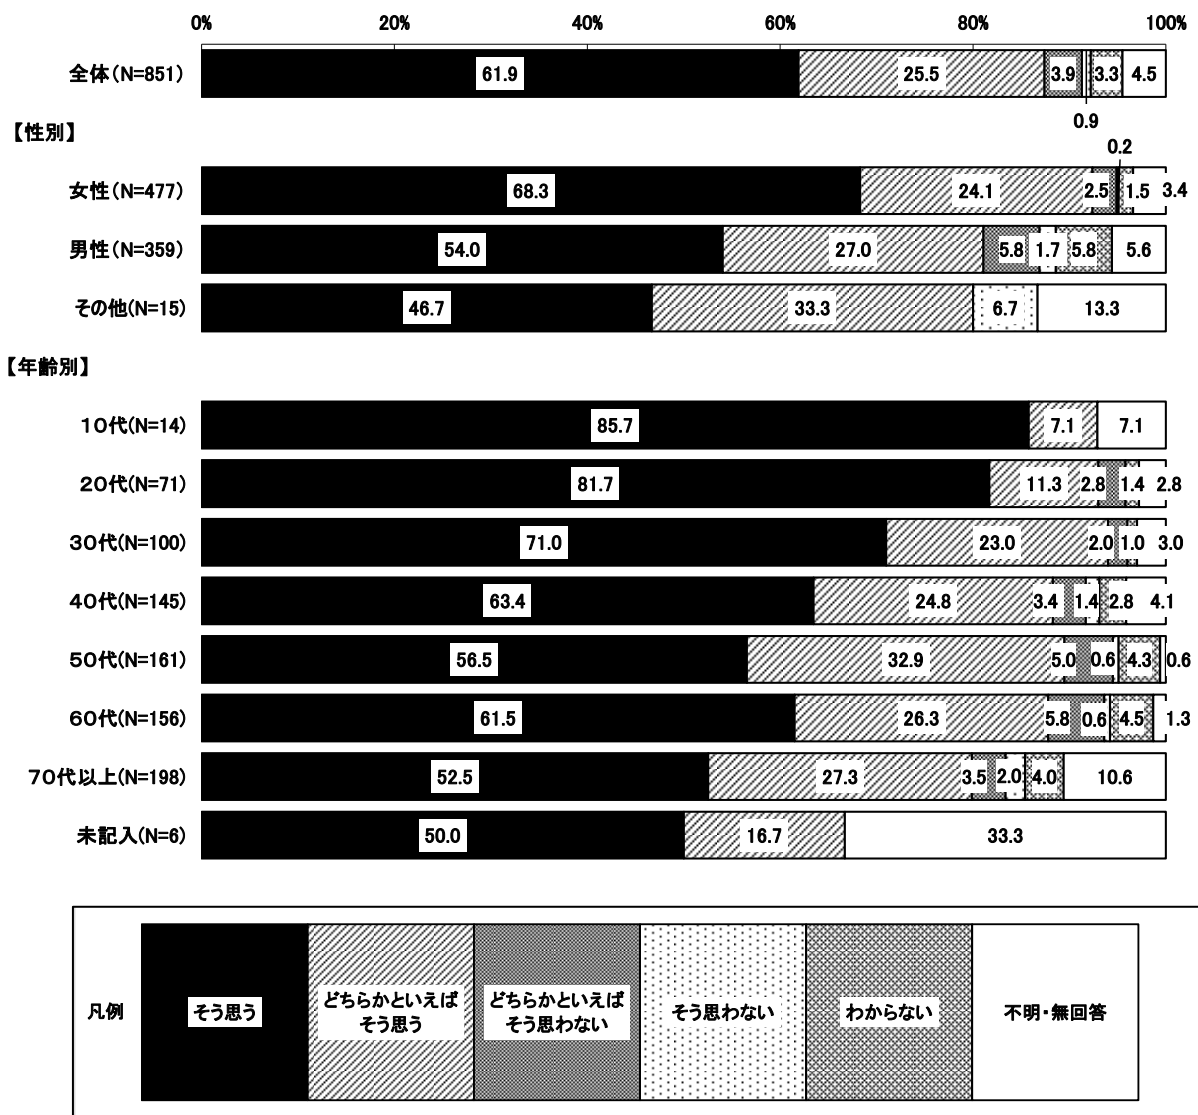 0% 20% 40% 60% 80% 100%
全体(N=851) 61.9 25.5 3.9 3.3 4.5
0.9
【性別】
0.2
女性(N=477) 68.3 24.1 2.5 1.5 3.4
男性(N=359) 54.0 27.0 5.8 1.7 5.8 5.6
その他(N=15) 46.7 33.3 6.7 13.3
【年齢別】
10代(N=14) 85.7 7.1 7.1
20代(N=71) 81.7 11.3 2.8 1.4 2.8
30代(N=100) 71.0 23.0 2.0 1.0 3.0
40代(N=145) 63.4 24.8 3.4 1.4 2.8 4.1
50代(N=161) 56.5 32.9 5.0 0.6 4.3 0.6
60代(N=156) 61.5 26.3 5.8 0.6 4.5 1.3
70代以上(N=198) 52.5 27.3 3.5 2.0 4.0 10.6
未記入(N=6) 50.0 16.7 33.3
凡例
そう思う
どちらかといえば
そう思う
どちらかといえば
そう思わない
そう思わない
わからない
不明・無回答